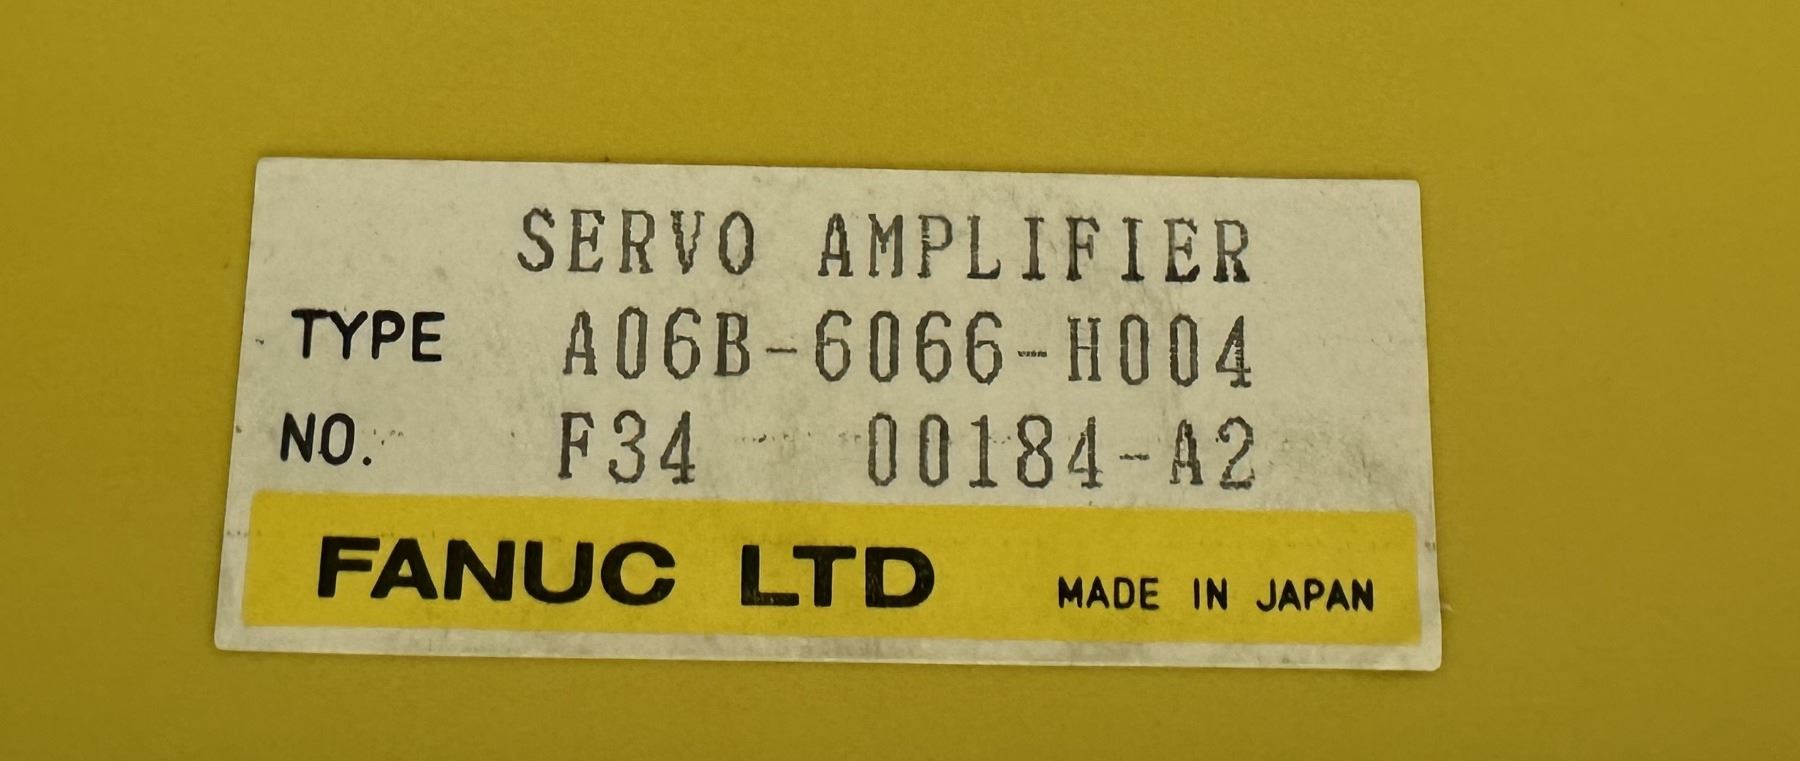 SERVO AMPLIFIER
TYPE A06B-6066-H004
NO. F34 00184-A2
FANUC LTD MADE IN JAPAN